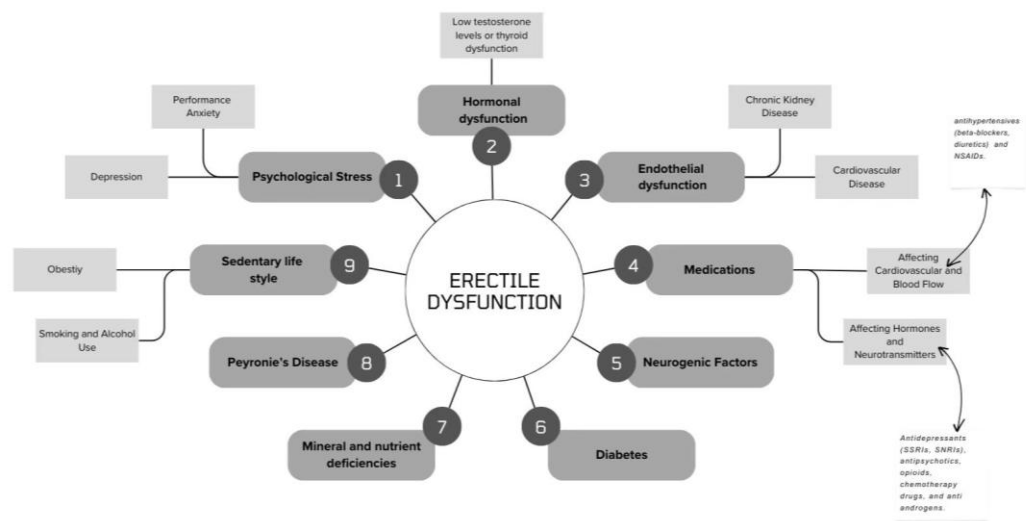 ERECTILE
DYSFUNCTION
1
Psychological Stress
Performance
Anxiety
Depression
2
Hormonal
dysfunction
Low testosterone
levels or thyroid
dysfunction
3
Endothelial
dysfunction
Chronic Kidney
Disease
Cardiovascular
Disease
4
Medications
Affecting
Cardiovascular and
Blood Flow
antihypertensives
(beta-blockers,
diuretics) and
NSAIDs.
Affecting Hormones
and
Neurotransmitters
Antidepressants
(SSRIs, SNRIs),
antipsychotics,
opioids,
chemotherapy
drugs, and anti
androgens.
5
Neurogenic Factors
6
Diabetes
7
Mineral and nutrient
deficiencies
8
Peyronie's Disease
9
Sedentary life
style
Obestiy
Smoking and Alcohol
Use